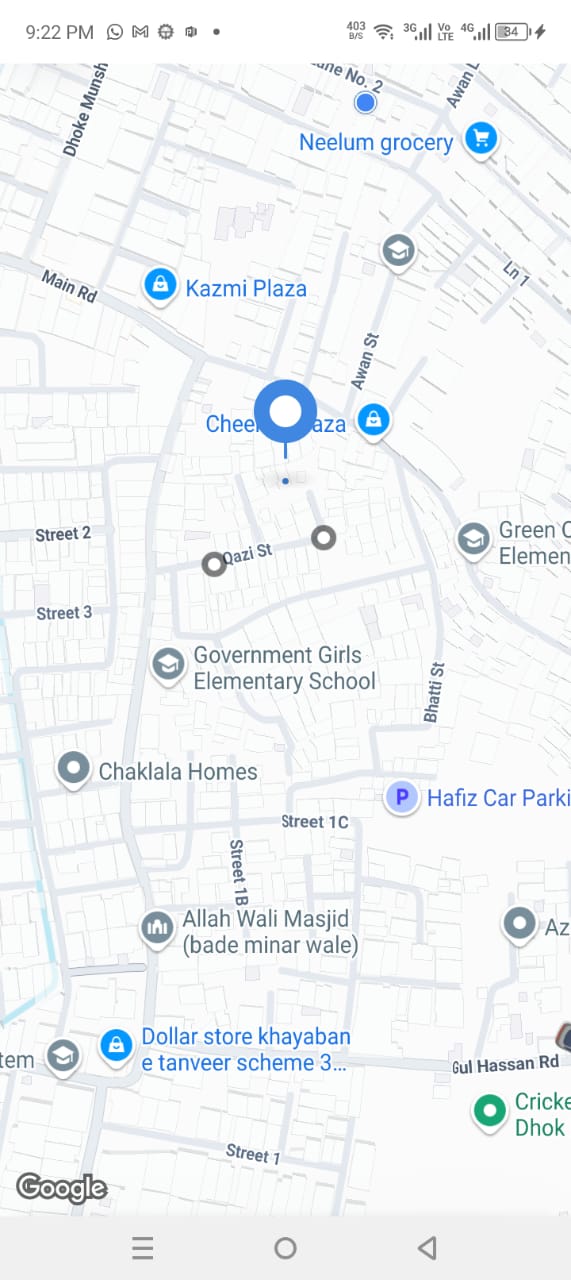 9:22 PM
403
B/S
3G
Vo
LTE
4G
34
ane No. 2
Dhoke Munsh
Awan L
Neelum grocery
Ln 1
Main Rd
Kazmi Plaza
Awan St
Chee
aza
Street 2
Qazi St
Green C
Elemen
Street 3
Government Girls
Elementary School
Bhatti St
Chaklala Homes
P
Hafiz Car Parki
Street 1C
Street 1B
Allah Wali Masjid
(bade minar wale)
Az
Dollar store khayaban
e tanveer scheme 3...
tem
Gul Hassan Rd
Cricke
Dhok
Street 1
Google